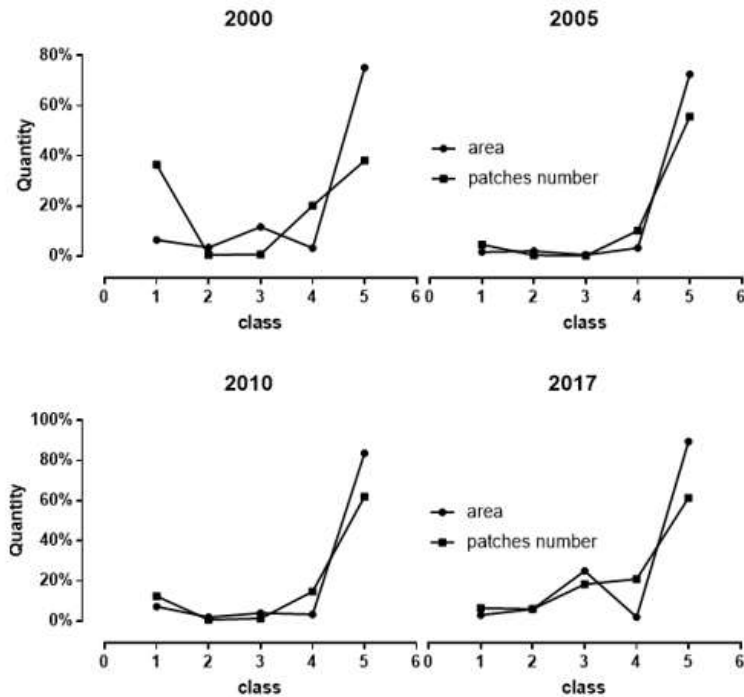 2000
2005
80%
60%
40%
20%
0%
Quantity
area
patches number
0 1 2 3 4 5 6
class
0 1 2 3 4 5 6
class
2010
2017
100%
80%
60%
40%
20%
0%
Quantity
area
patches number
0 1 2 3 4 5 6
class
0 1 2 3 4 5 6
class